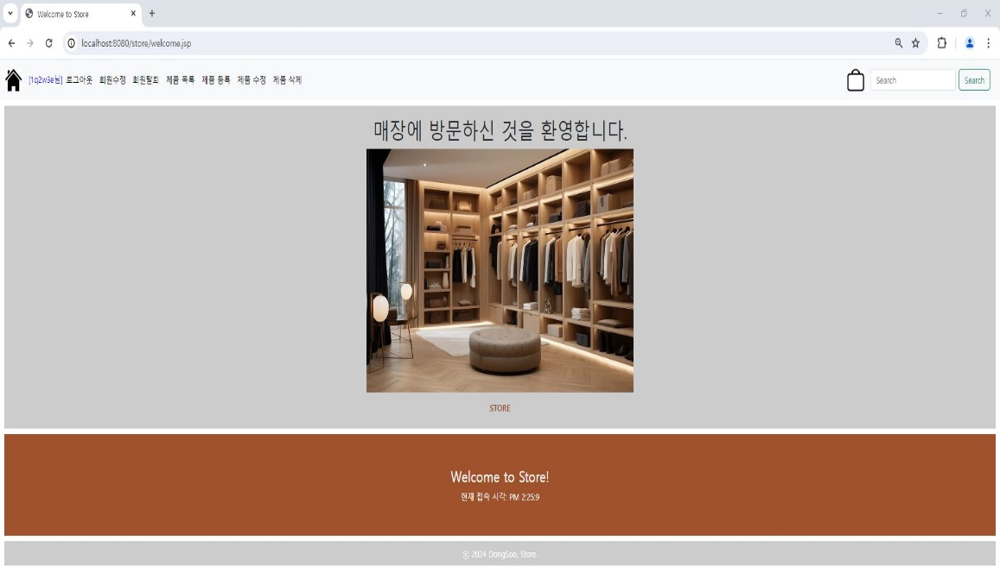 Welcome to Store
localhost:8080/store/welcome.jsp
[1q2w3e님] 로그아웃 회원수정 회원탈퇴 제품 목록 제품 등록 제품 수정 제품 삭제 Search Search
매장에 방문하신 것을 환영합니다.
STORE
Welcome to Store!
현재 접속 시각: PM 2:25:9
© 2024 DongSoo, Store.